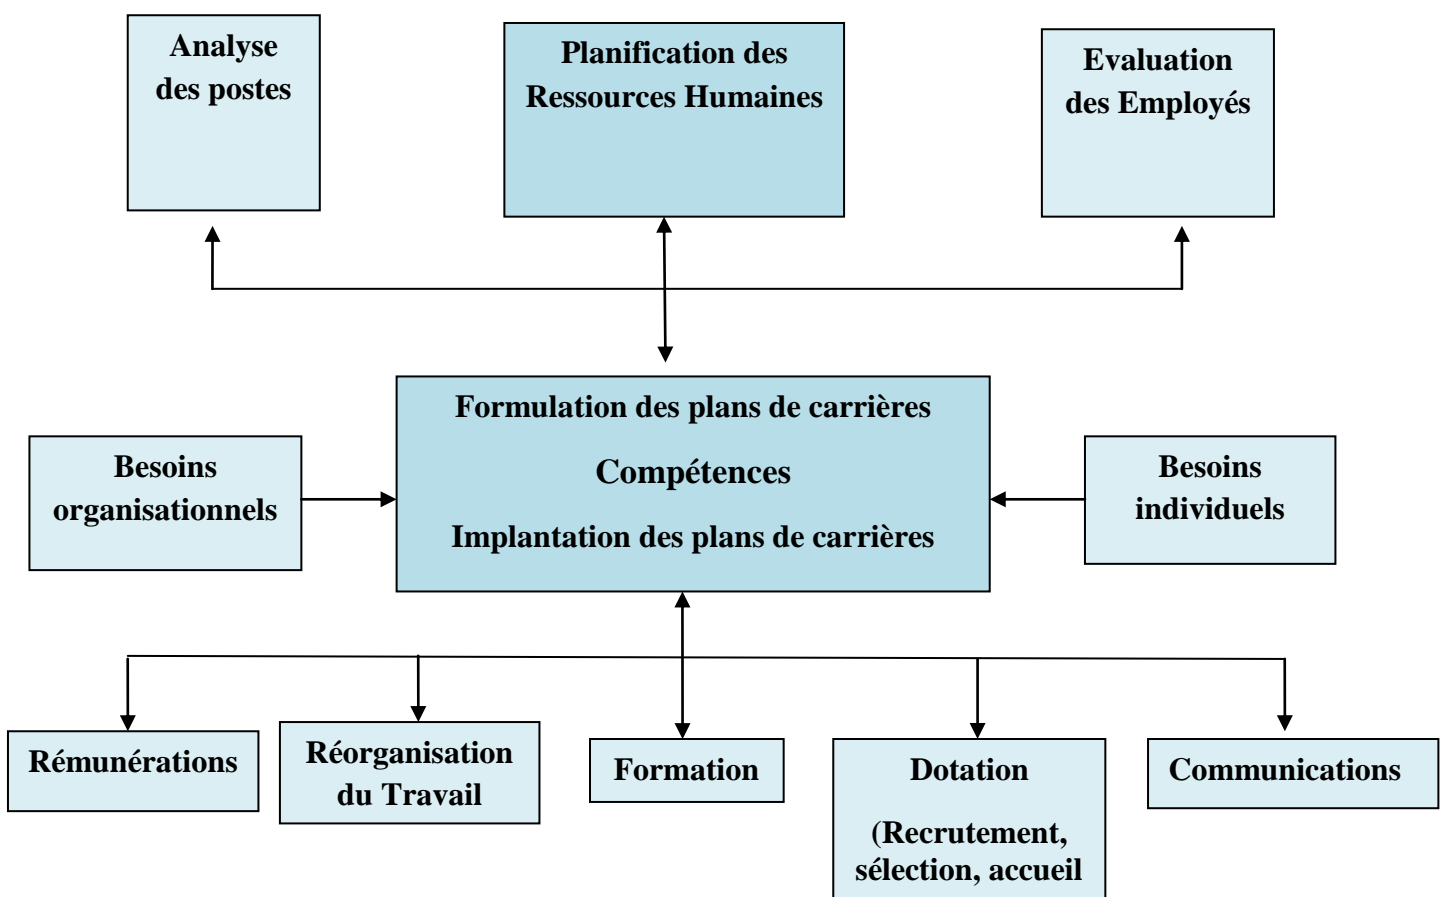 Analyse
des postes
Planification des
Ressources Humaines
Evaluation
des Employés
Formulation des plans de carrières
Compétences
Implantation des plans de carrières
Besoins
organisationnels
Besoins
individuels
Rémunérations
Réorganisation
du Travail
Formation
Dotation
(Recrutement,
sélection, accueil
Communications